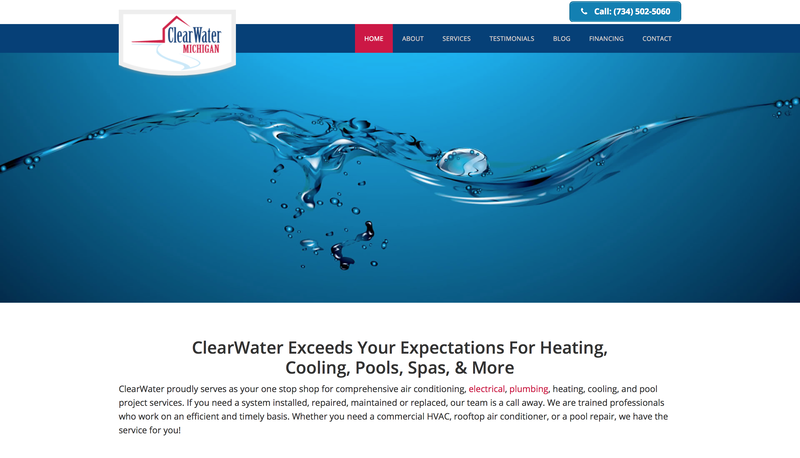 Call: (734) 502-5060
ClearWater
MICHIGAN
HOME ABOUT SERVICES TESTIMONIALS BLOG FINANCING CONTACT
ClearWater Exceeds Your Expectations For Heating,
Cooling, Pools, Spas, & More
ClearWater proudly serves as your one stop shop for comprehensive air conditioning, electrical, plumbing, heating, cooling, and pool
project services. If you need a system installed, repaired, maintained or replaced, our team is a call away. We are trained professionals
who work on an efficient and timely basis. Whether you need a commercial HVAC, rooftop air conditioner, or a pool repair, we have the
service for you!